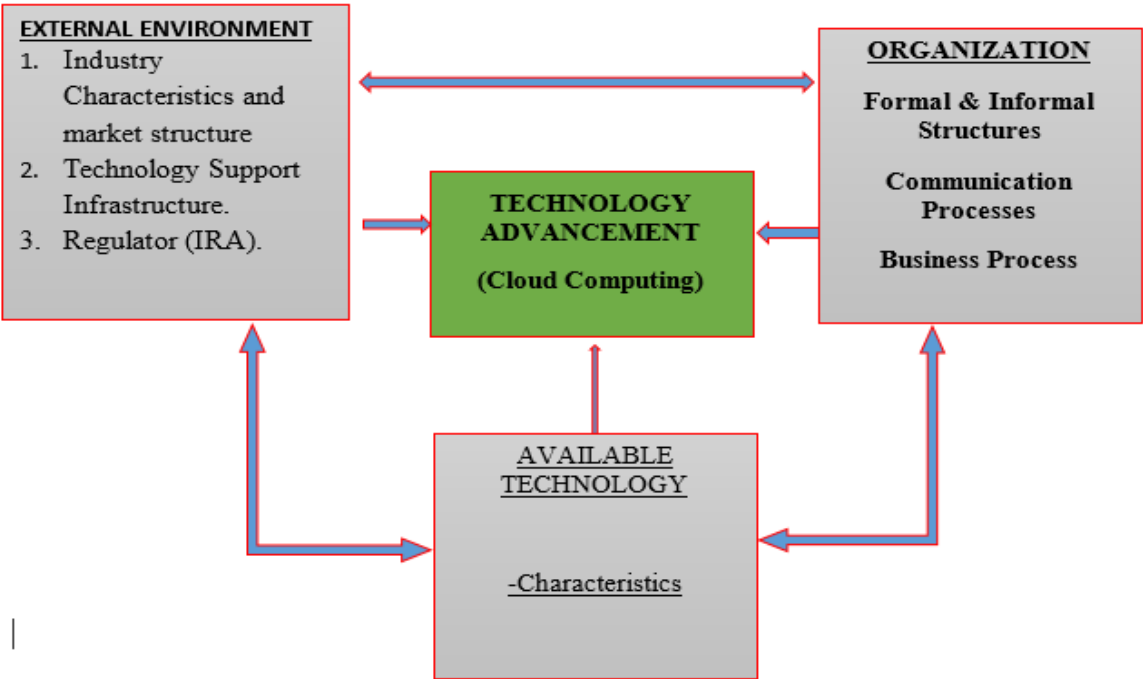 EXTERNAL ENVIRONMENT
1. Industry
Characteristics and
market structure
2. Technology Support
Infrastructure.
3. Regulator (IRA).
TECHNOLOGY
ADVANCEMENT
(Cloud Computing)
ORGANIZATION
Formal & Informal
Structures
Communication
Processes
Business Process
AVAILABLE
TECHNOLOGY
-Characteristics